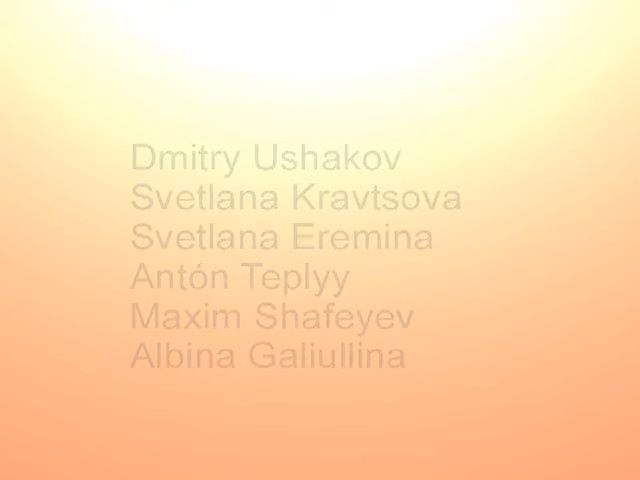 Dmitry Ushakov
Svetlana Kravtsova
Svetlana Eremina
Antón Teplyy
Maxim Shafeyev
Albina Galiullina